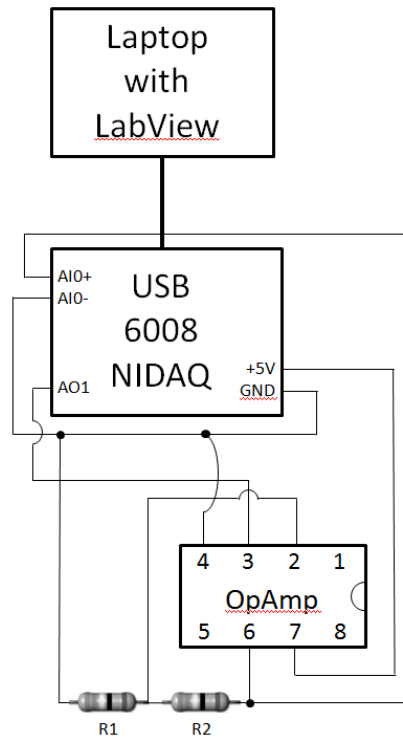 Laptop
with
LabView
AI0+
AI0-
USB
6008
NIDAQ
AO1
+5V
GND
4 3 2 1
OpAmp
5 6 7 8
R1
R2